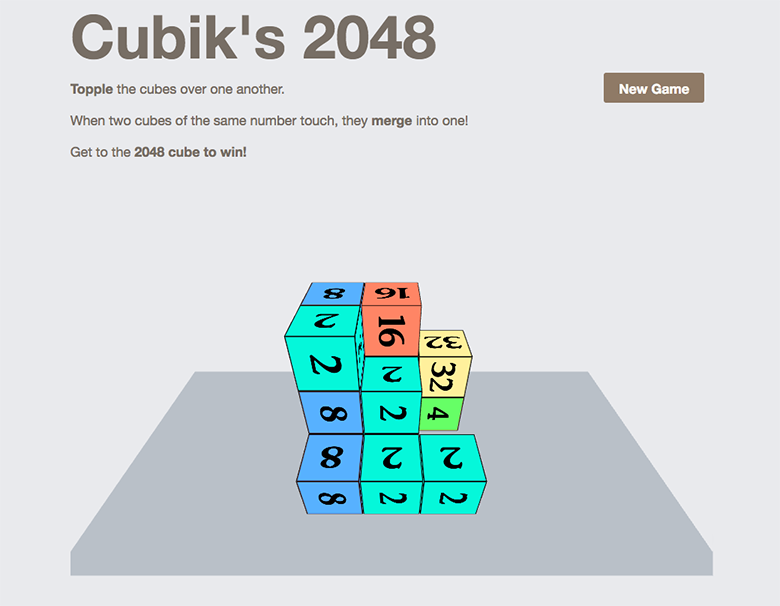 Cubik's 2048
Topple the cubes over one another.
New Game
When two cubes of the same number touch, they merge into one!
Get to the 2048 cube to win!
8 16
2 16
32
2 2 32
8 2 4
8 2 2
8 2 2